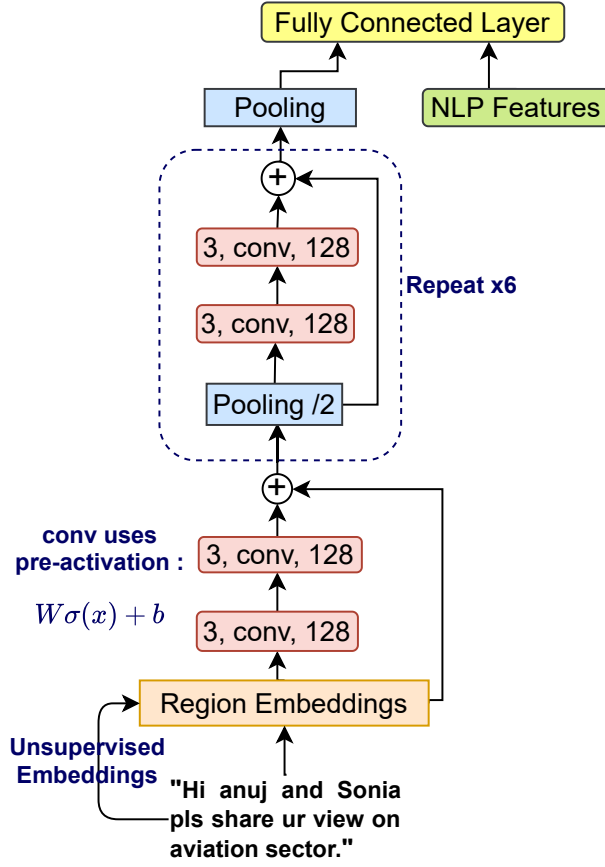 Fully Connected Layer
Pooling
NLP Features
+
3, conv, 128
Repeat x6
3, conv, 128
Pooling /2
+
conv uses
pre-activation :
3, conv, 128
Wσ(x) + b
3, conv, 128
Region Embeddings
Unsupervised
Embeddings
"Hi anuj and Sonia
pls share ur view on
aviation sector."